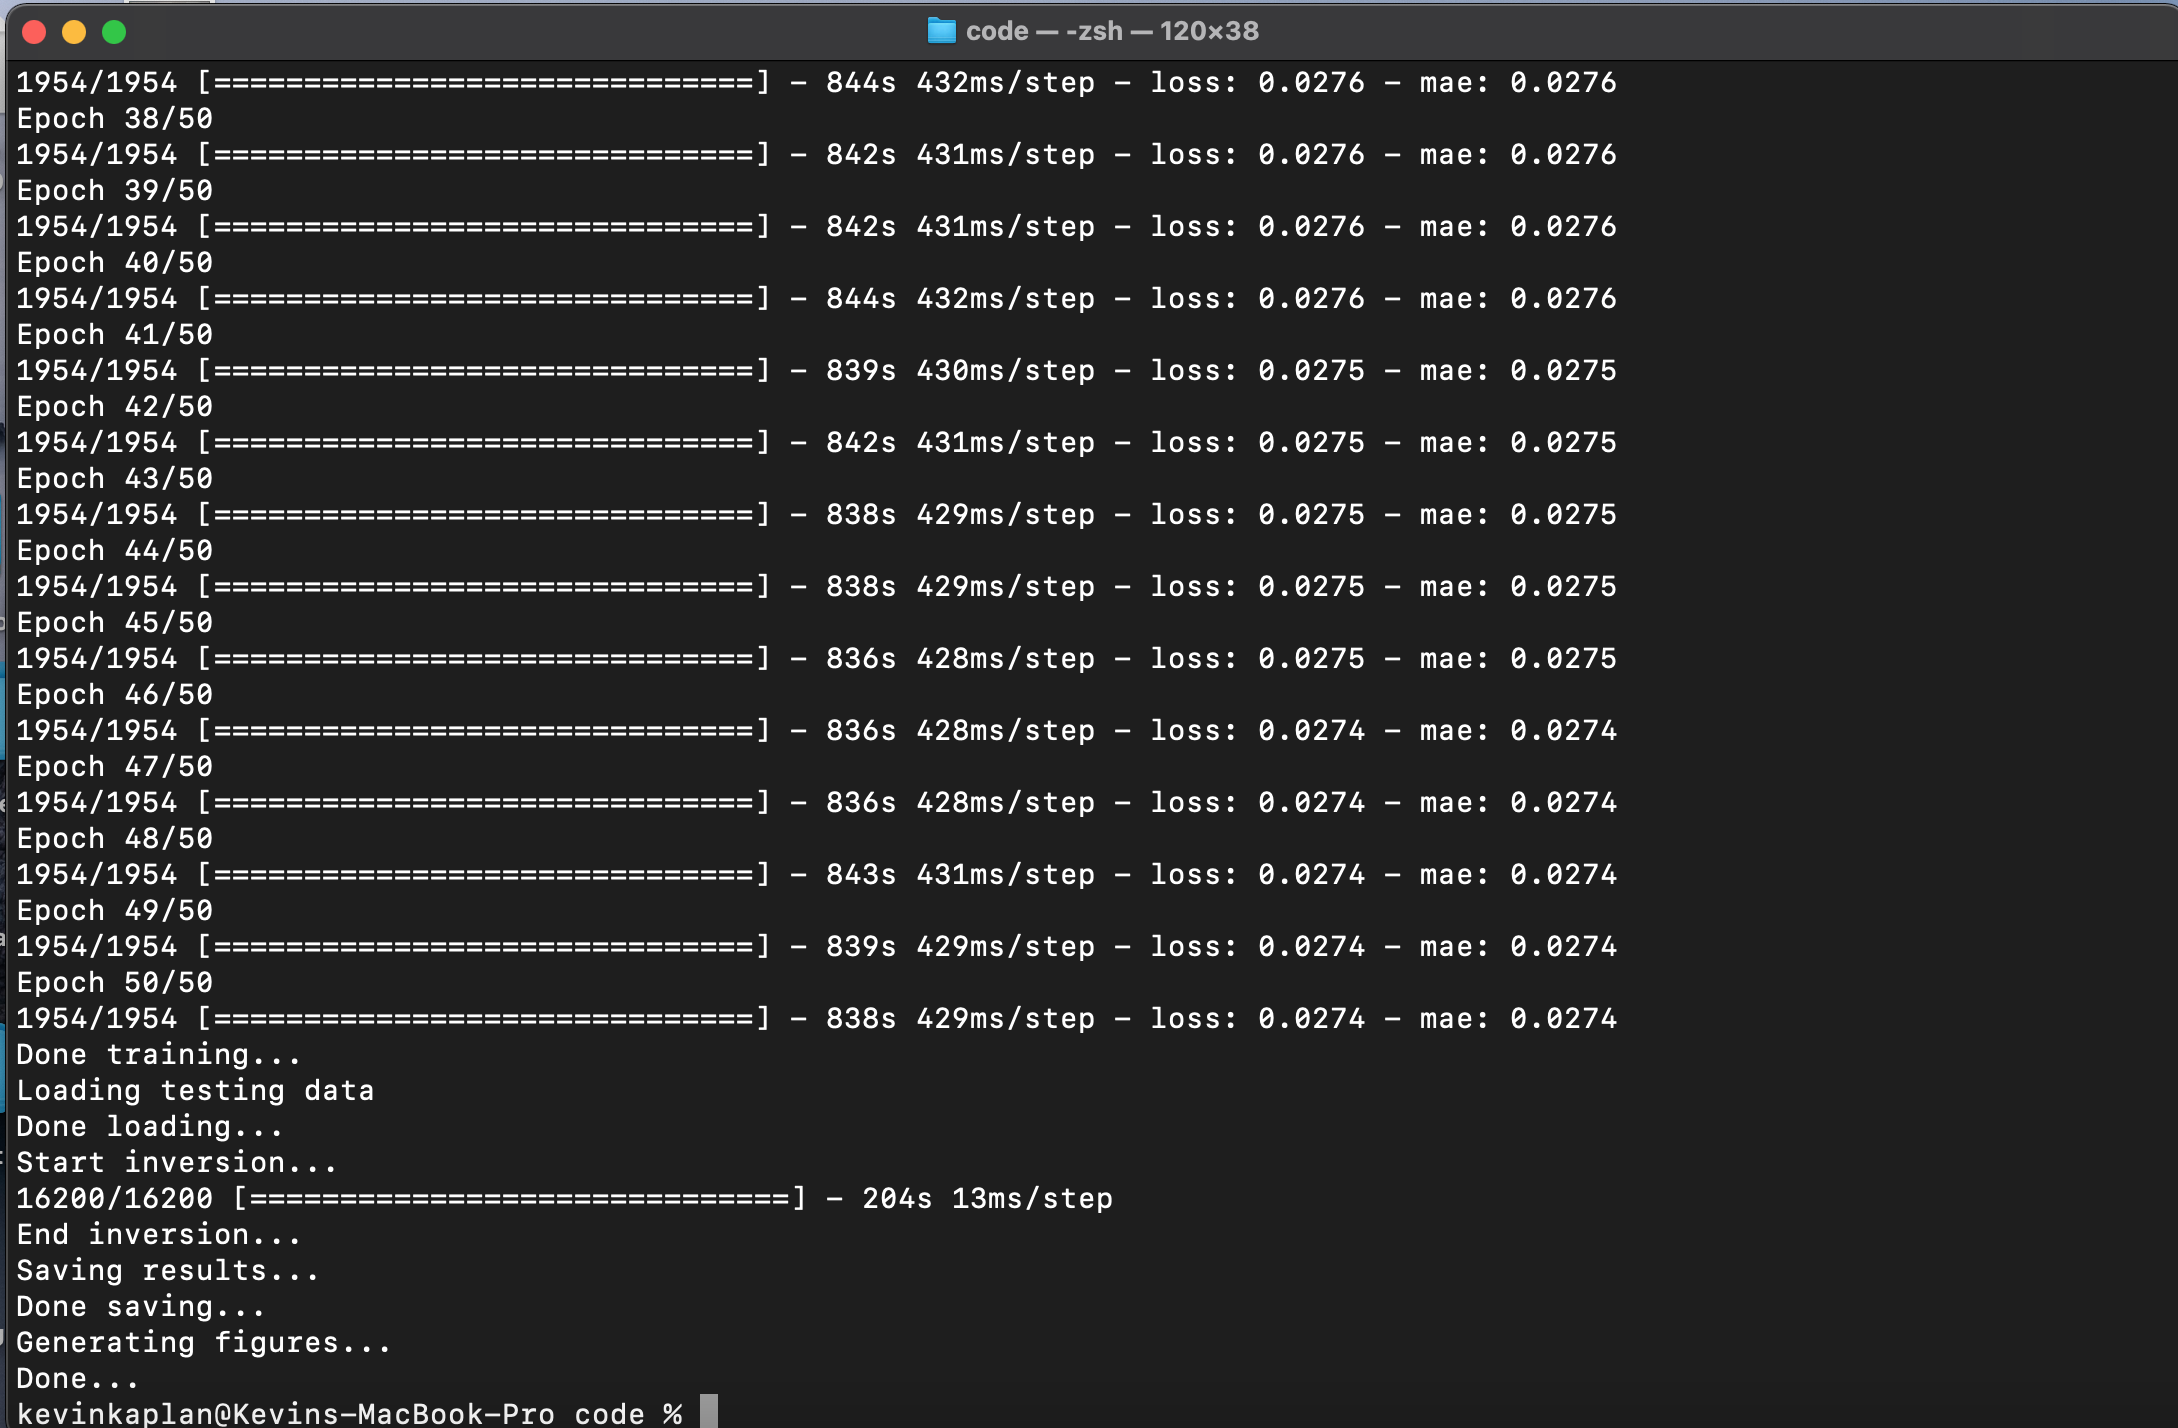 code — -zsh — 120×38
1954/1954 [==============================] - 844s 432ms/step - loss: 0.0276 - mae: 0.0276
Epoch 38/50
1954/1954 [==============================] - 842s 431ms/step - loss: 0.0276 - mae: 0.0276
Epoch 39/50
1954/1954 [==============================] - 842s 431ms/step - loss: 0.0276 - mae: 0.0276
Epoch 40/50
1954/1954 [==============================] - 844s 432ms/step - loss: 0.0276 - mae: 0.0276
Epoch 41/50
1954/1954 [==============================] - 839s 430ms/step - loss: 0.0275 - mae: 0.0275
Epoch 42/50
1954/1954 [==============================] - 842s 431ms/step - loss: 0.0275 - mae: 0.0275
Epoch 43/50
1954/1954 [==============================] - 838s 429ms/step - loss: 0.0275 - mae: 0.0275
Epoch 44/50
1954/1954 [==============================] - 838s 429ms/step - loss: 0.0275 - mae: 0.0275
Epoch 45/50
1954/1954 [==============================] - 836s 428ms/step - loss: 0.0275 - mae: 0.0275
Epoch 46/50
1954/1954 [==============================] - 836s 428ms/step - loss: 0.0274 - mae: 0.0274
Epoch 47/50
1954/1954 [==============================] - 836s 428ms/step - loss: 0.0274 - mae: 0.0274
Epoch 48/50
1954/1954 [==============================] - 843s 431ms/step - loss: 0.0274 - mae: 0.0274
Epoch 49/50
1954/1954 [==============================] - 839s 429ms/step - loss: 0.0274 - mae: 0.0274
Epoch 50/50
1954/1954 [==============================] - 838s 429ms/step - loss: 0.0274 - mae: 0.0274
Done training...
Loading testing data
Done loading...
Start inversion...
16200/16200 [==============================] - 204s 13ms/step
End inversion...
Saving results...
Done saving...
Generating figures...
Done...
kevinkaplan@Kevins-MacBook-Pro code %